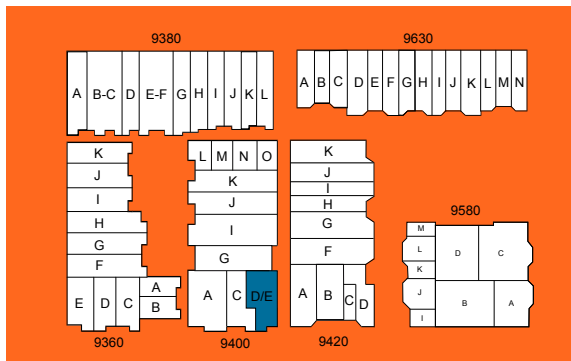 9380
A B-C D E-F G H I J K L
9630
A B C D E F G H I J K L M N
K
J
I
H
G
F
E D C A
B
9360
L M N O
K
J
I
G
A C D/E
9400
K
J
I
H
G
F
A B C D
9420
9580
M
L
K
J
I
D C
B A